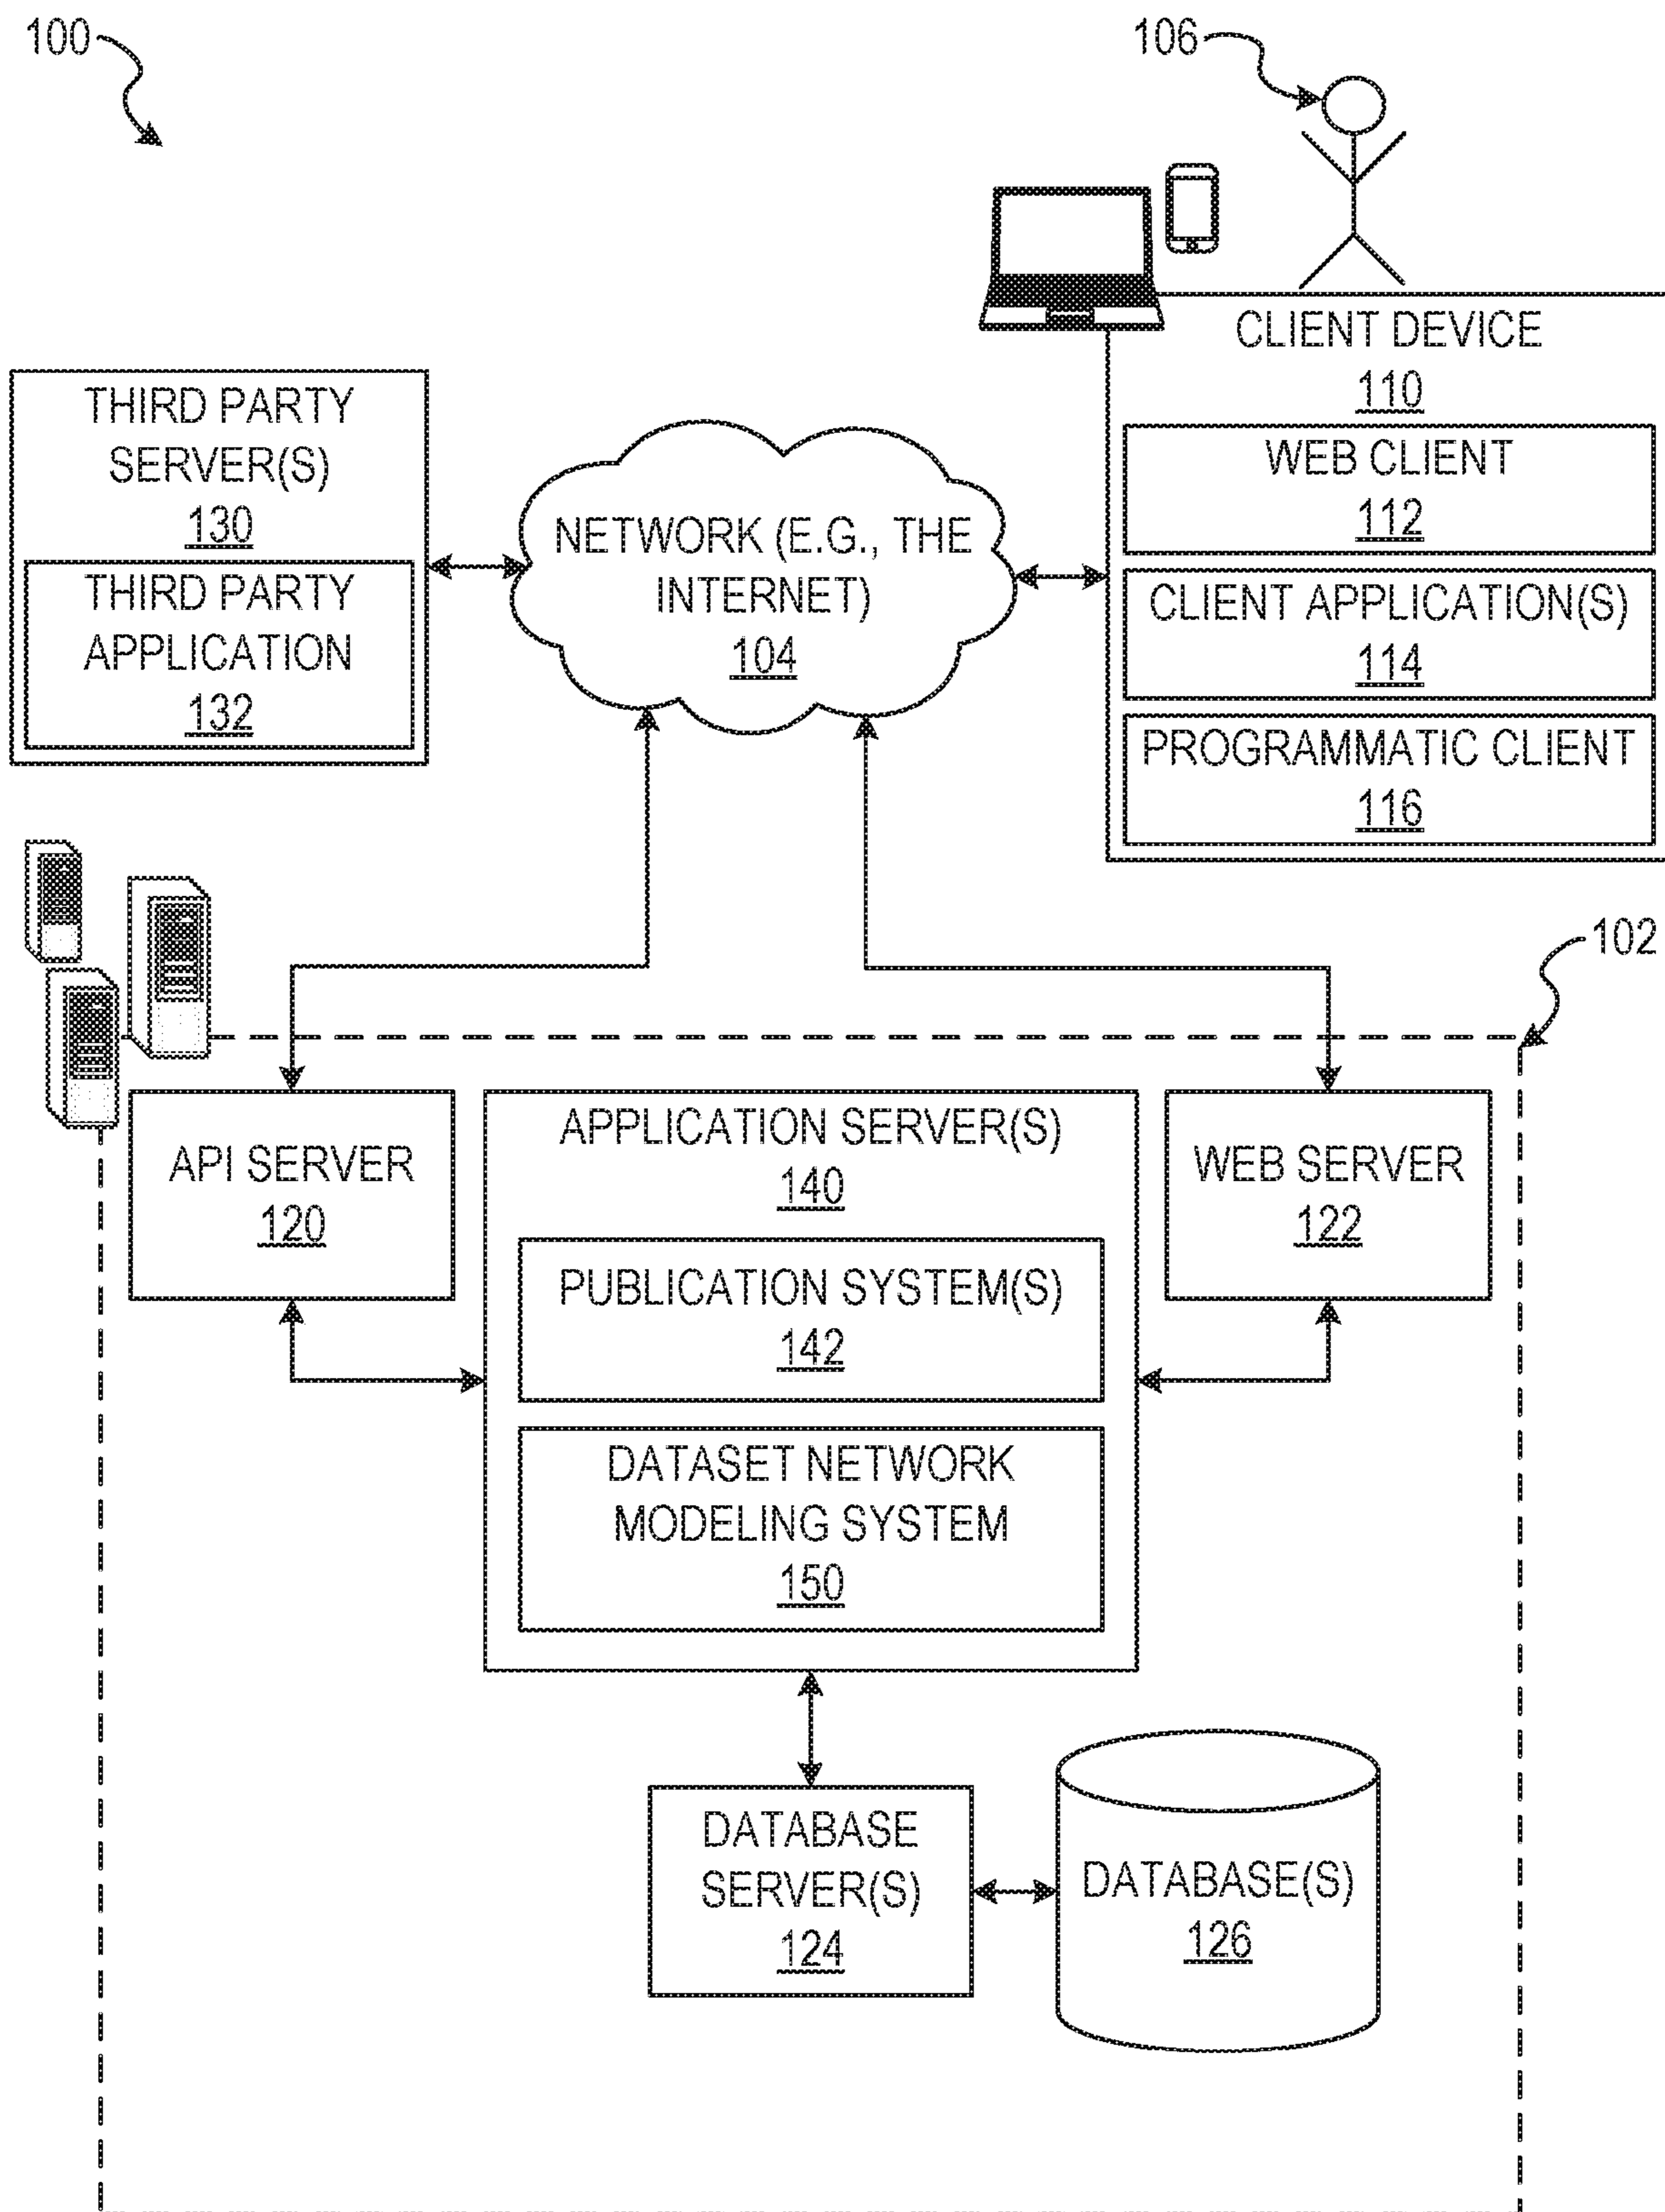 100
106
CLIENT DEVICE
110
WEB CLIENT
112
CLIENT APPLICATION(S)
114
PROGRAMMATIC CLIENT
116
THIRD PARTY
SERVER(S)
130
THIRD PARTY
APPLICATION
132
NETWORK (E.G., THE
INTERNET)
104
102
API SERVER
120
APPLICATION SERVER(S)
140
PUBLICATION SYSTEM(S)
142
DATASET NETWORK
MODELING SYSTEM
150
WEB SERVER
122
DATABASE
SERVER(S)
124
DATABASE(S)
126